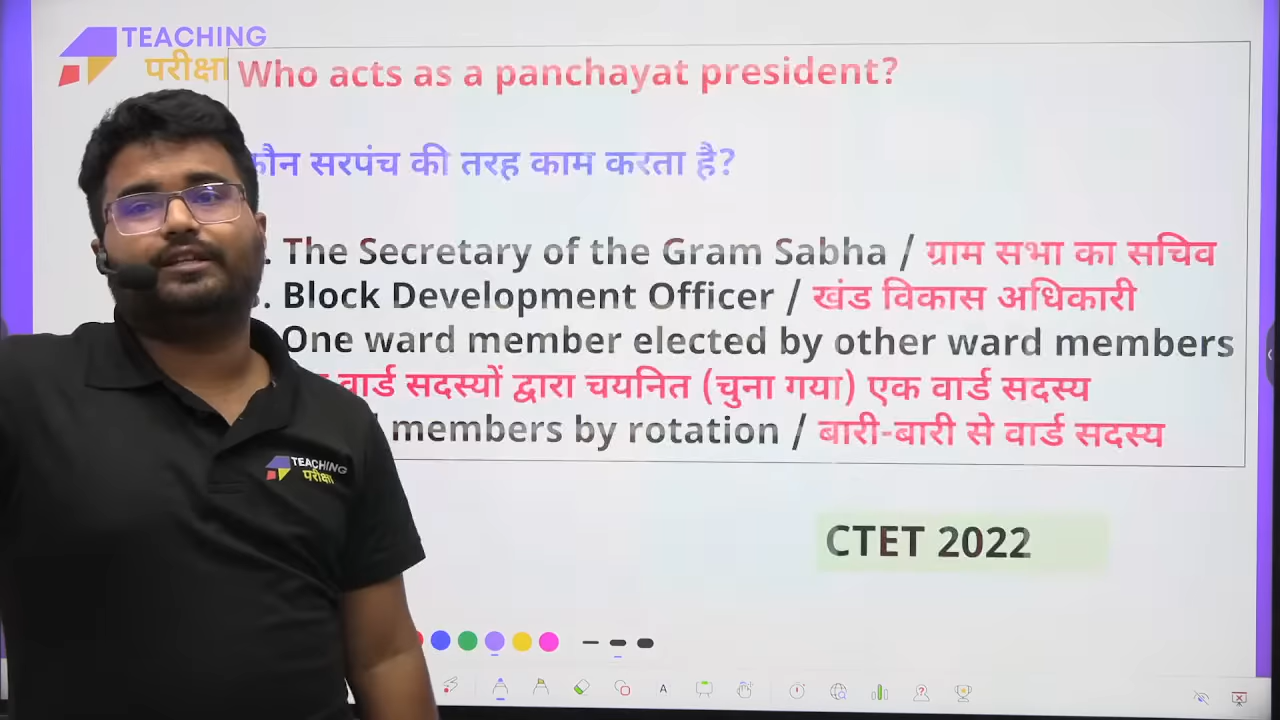 TEACHING
परीक्षा
Who acts as a panchayat president?
कौन सरपंच की तरह काम करता है?
. The Secretary of the Gram Sabha / ग्राम सभा का सचिव
. Block Development Officer / खंड विकास अधिकारी
One ward member elected by other ward members
वार्ड सदस्यों द्वारा चयनित (चुना गया) एक वार्ड सदस्य
members by rotation / बारी-बारी से वार्ड सदस्य
TEACHING
परीक्षा
CTET 2022
A